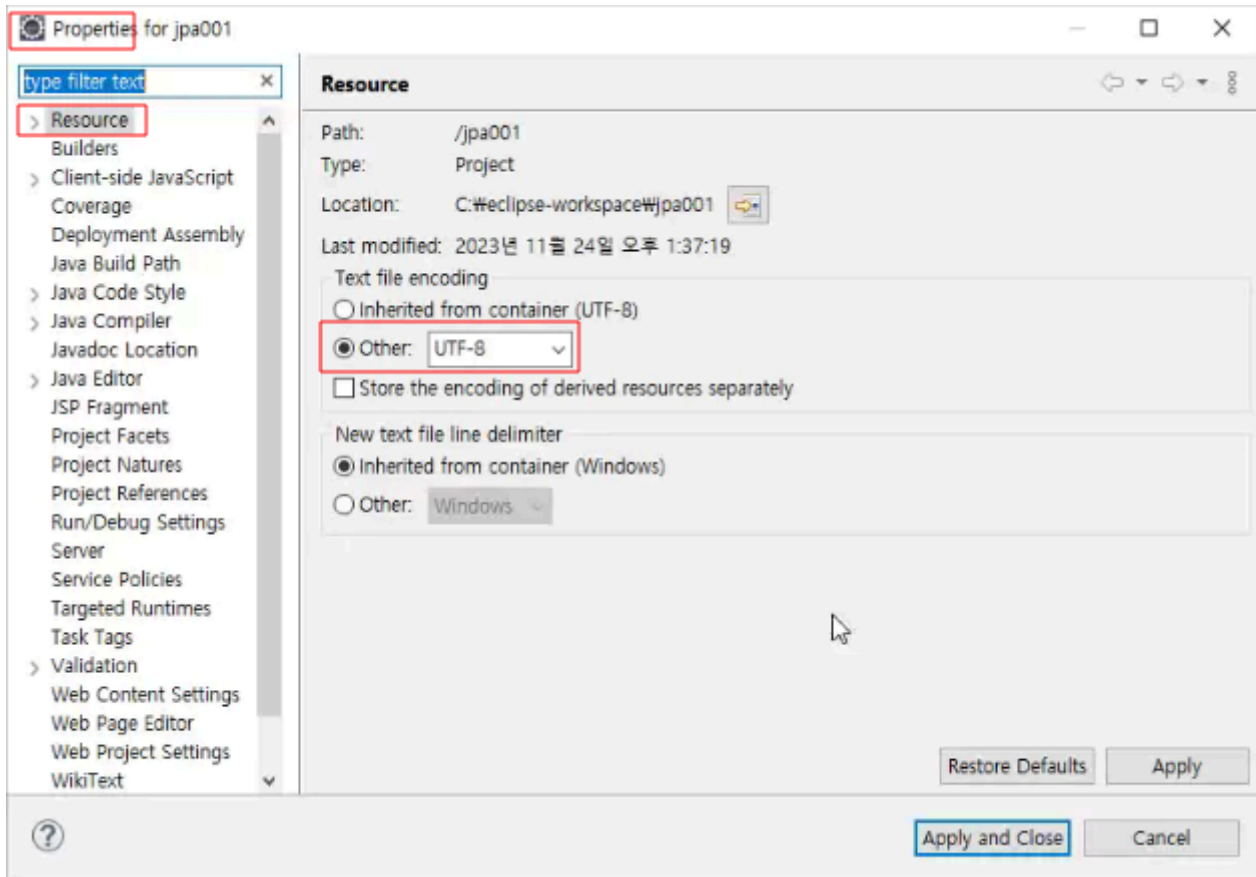 Properties for jpa001
type filter text
Resource
Builders
Client-side JavaScript
Coverage
Deployment Assembly
Java Build Path
Java Code Style
Java Compiler
Javadoc Location
Java Editor
JSP Fragment
Project Facets
Project Natures
Project References
Run/Debug Settings
Server
Service Policies
Targeted Runtimes
Task Tags
Validation
Web Content Settings
Web Page Editor
Web Project Settings
WikiText
Resource
Path: /jpa001
Type: Project
Location: C:₩eclipse-workspace₩jpa001
Last modified: 2023년 11월 24일 오후 1:37:19
Text file encoding
Inherited from container (UTF-8)
Other: UTF-8
Store the encoding of derived resources separately
New text file line delimiter
Inherited from container (Windows)
Other: Windows
Restore Defaults Apply
Apply and Close Cancel